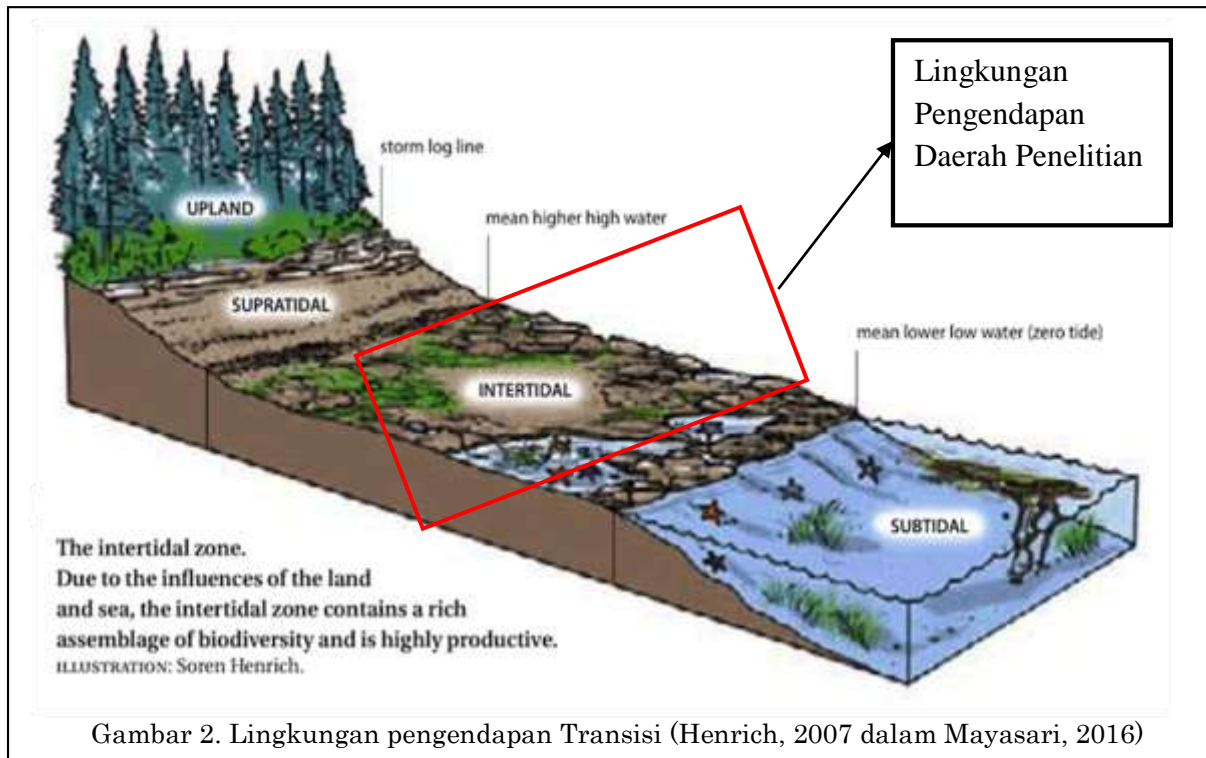 Lingkungan
Pengendapan
Daerah Penelitian
storm log line
UPLAND
mean higher high water
SUPRATIDAL
mean lower low water (zero tide)
INTERTIDAL
SUBTIDAL
The intertidal zone.
Due to the influences of the land
and sea, the intertidal zone contains a rich
assemblage of biodiversity and is highly productive.
ILLUSTRATION: Soren Henrich.
Gambar 2. Lingkungan pengendapan Transisi (Henrich, 2007 dalam Mayasari, 2016)